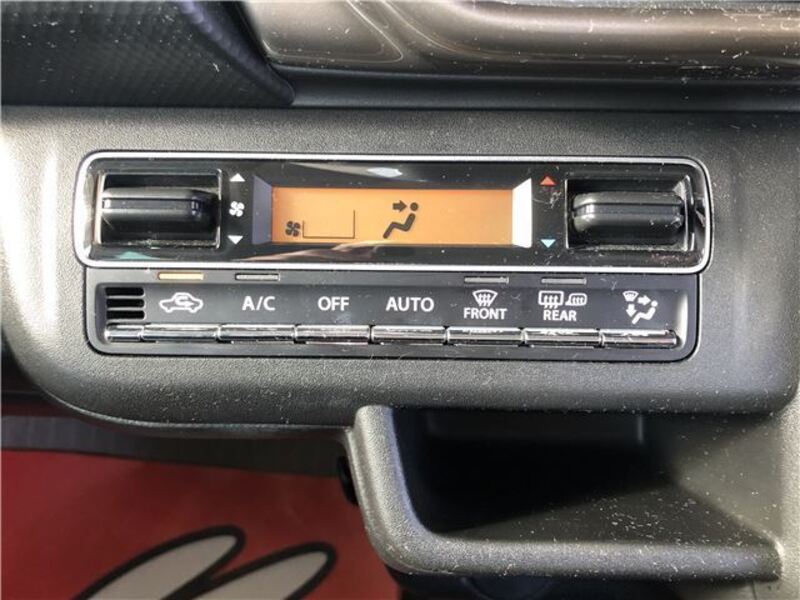 A/C OFF AUTO FRONT REAR